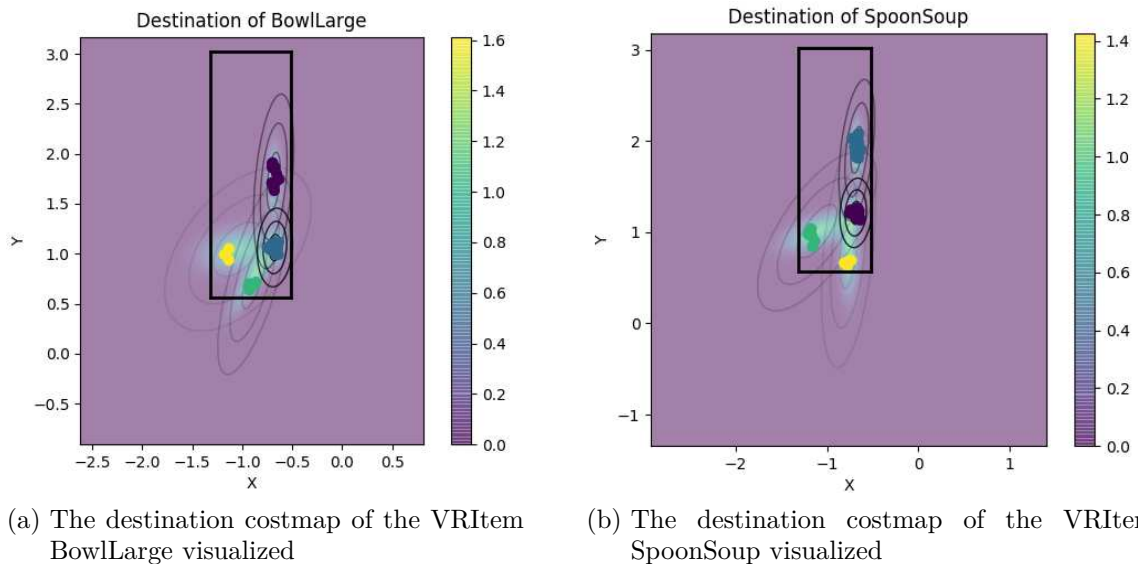 Destination of BowlLarge
3.0
2.5
2.0
1.5
1.0
0.5
0.0
−0.5
Y
−2.5 −2.0 −1.5 −1.0 −0.5 0.0 0.5
X
1.6
1.4
1.2
1.0
0.8
0.6
0.4
0.2
0.0
Destination of SpoonSoup
3
2
1
0
−1
Y
−2 −1 0 1
X
1.4
1.2
1.0
0.8
0.6
0.4
0.2
0.0
(a) The destination costmap of the VRItem
BowlLarge visualized
(b) The destination costmap of the VRItem
SpoonSoup visualized